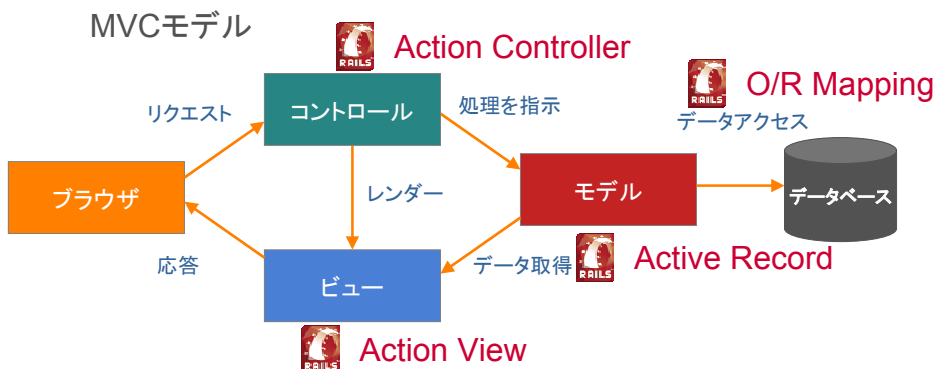 MVCモデル
RAILS
Action Controller
RAILS
O/R Mapping
リクエスト
コントロール
処理を指示
データアクセス
ブラウザ
レンダー
モデル
データベース
応答
ビュー
データ取得
RAILS
Active Record
RAILS
Action View